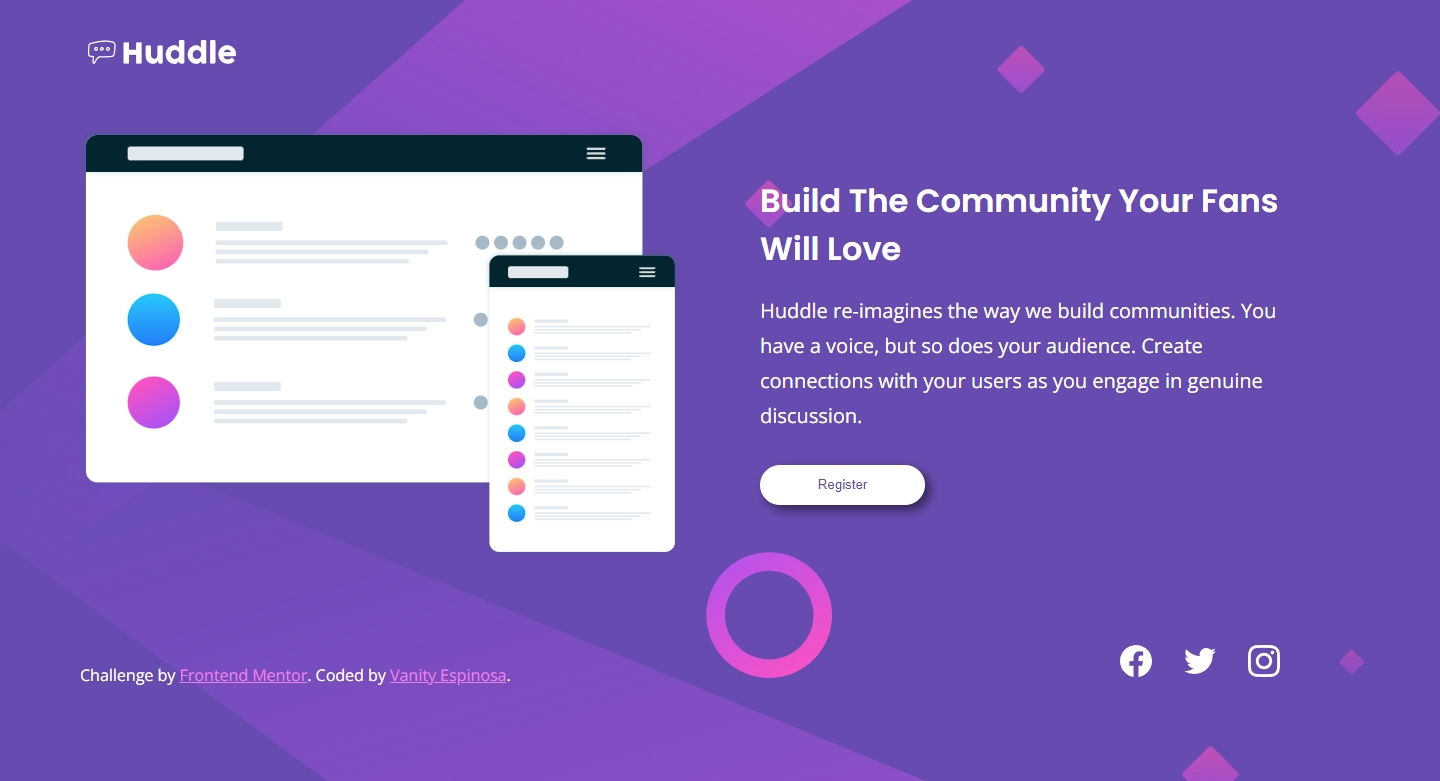 Huddle
Build The Community Your Fans
Will Love
Huddle re-imagines the way we build communities. You
have a voice, but so does your audience. Create
connections with your users as you engage in genuine
discussion.
Register
Challenge by Frontend Mentor. Coded by Vanity Espinosa.